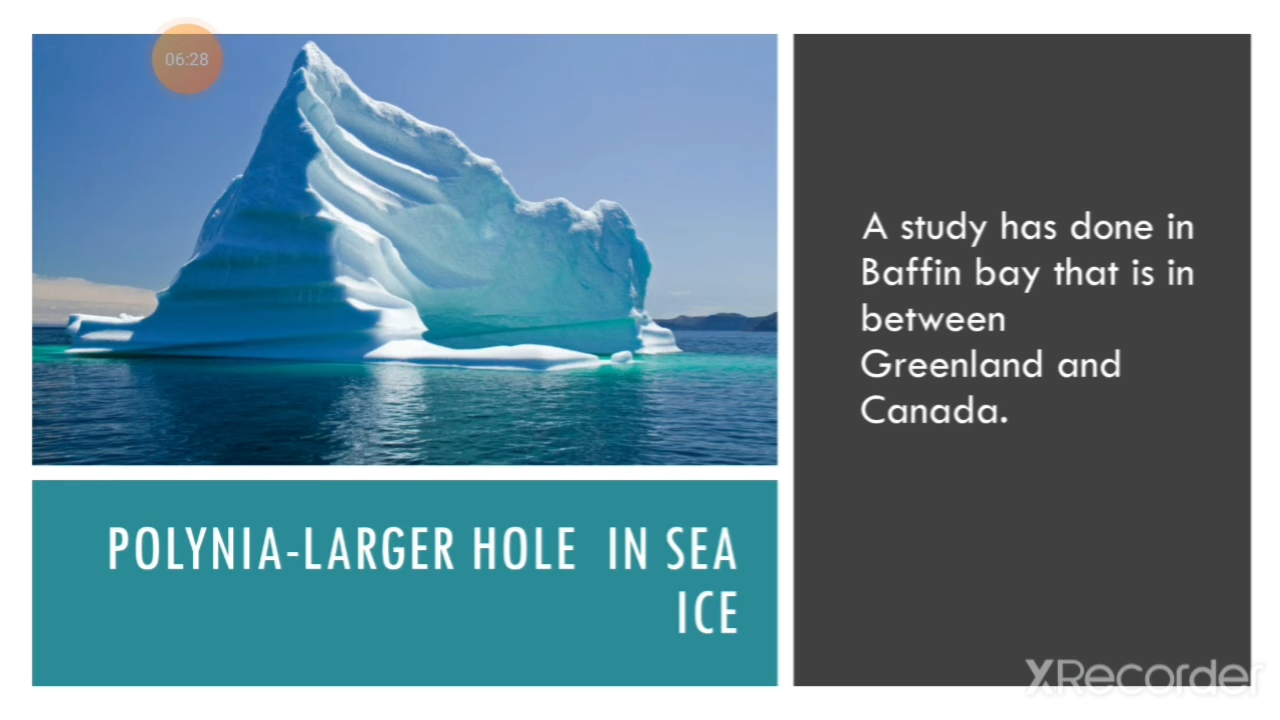 06:28
A study has done in
Baffin bay that is in
between
Greenland and
Canada.
POLYNIA-LARGER HOLE IN SEA
ICE
XRecorder